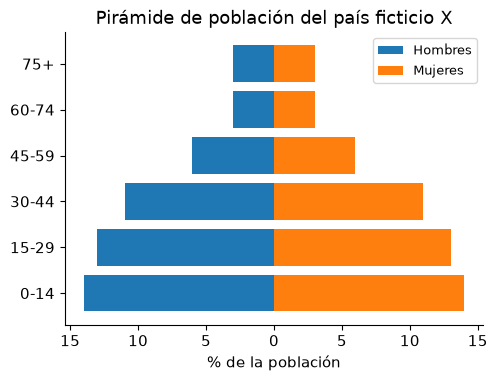 Pirámide de población del país ficticio X
Hombres
Mujeres
75+
60-74
45-59
30-44
15-29
0-14
15 10 5 0 5 10 15
% de la población